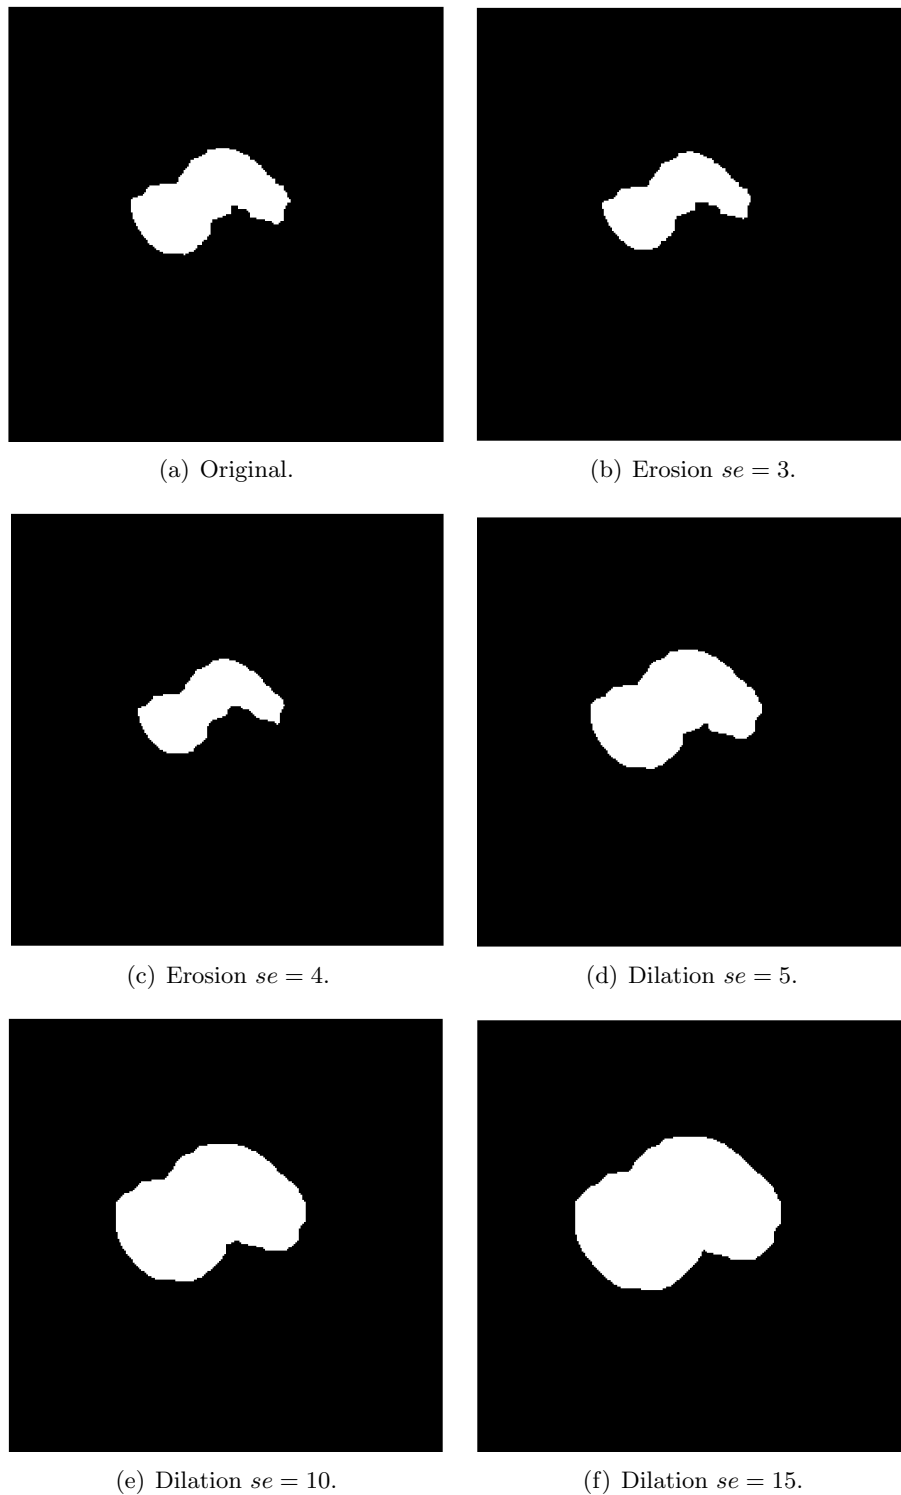 (a) Original.
(b) Erosion se = 3.
(c) Erosion se = 4.
(d) Dilation se = 5.
(e) Dilation se = 10.
(f) Dilation se = 15.